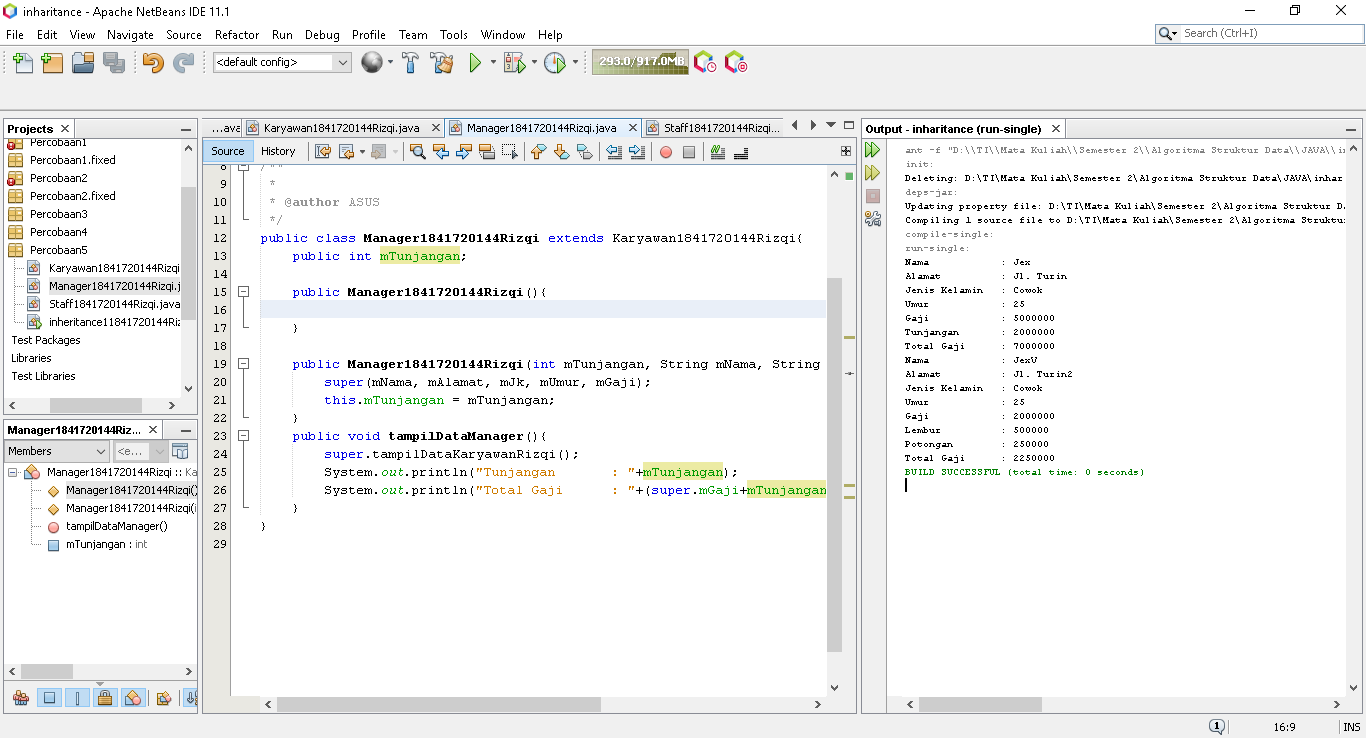 inharitance - Apache NetBeans IDE 11.1
File Edit View Navigate Source Refactor Run Debug Profile Team Tools Window Help
Search (Ctrl+I)
<default config>
293.0/917.0MB
Projects
Percobaan1
Percobaan1.fixed
Percobaan2
Percobaan2.fixed
Percobaan3
Percobaan4
Percobaan5
Karyawan1841720144Rizqi
Manager1841720144Rizqi.j
Staff1841720144Rizqi.java
inheritance11841720144Riz
Test Packages
Libraries
Test Libraries
Manager1841720144Riz...
Members
<e...
Manager1841720144Rizqi :: Ka
Manager1841720144Rizqi()
Manager1841720144Rizqi(i
tampilDataManager()
mTunjangan : int
...ava
Karyawan1841720144Rizqi.java
Manager1841720144Rizqi.java
Staff1841720144Rizqi...
Source
History
8 /**
9 *
10 * @author ASUS
11 */
12 public class Manager1841720144Rizqi extends Karyawan1841720144Rizqi{
13 public int mTunjangan;
14
15 public Manager1841720144Rizqi(){
16
17 }
18
19 public Manager1841720144Rizqi(int mTunjangan, String mNama, String
20 super(mNama, mAlamat, mJk, mUmur, mGaji);
21 this.mTunjangan = mTunjangan;
22 }
23 public void tampilDataManager(){
24 super.tampilDataKaryawanRizqi();
25 System.out.println("Tunjangan : "+mTunjangan);
26 System.out.println("Total Gaji : "+(super.mGaji+mTunjangan
27 }
28 }
29
Output - inharitance (run-single)
ant -f "D:\\TI\\Mata Kuliah\\Semester 2\\Algoritma Struktur Data\\JAVA\\in
init:
Deleting: D:\TI\Mata Kuliah\Semester 2\Algoritma Struktur Data\JAVA\inhar
deps-jar:
Updating property file: D:\TI\Mata Kuliah\Semester 2\Algoritma Struktur D
Compiling 1 source file to D:\TI\Mata Kuliah\Semester 2\Algoritma Struktu
compile-single:
run-single:
Nama : Jex
Alamat : Jl. Turin
Jenis Kelamin : Cowok
Umur : 25
Gaji : 5000000
Tunjangan : 2000000
Total Gaji : 7000000
Nama : JexV
Alamat : Jl. Turin2
Jenis Kelamin : Cowok
Umur : 25
Gaji : 2000000
Lembur : 500000
Potongan : 250000
Total Gaji : 2250000
BUILD SUCCESSFUL (total time: 0 seconds)
1
16:9
INS